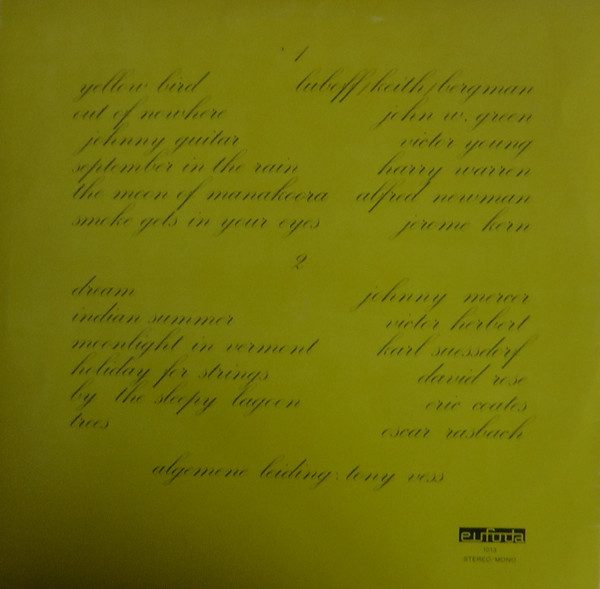 1
yellow bird luboff/keith/bergman
out of nowhere john w. green
johnny guitar victor young
september in the rain harry warren
the moon of manakoora alfred newman
smoke gets in your eyes jerome kern
2
dream johnny mercer
indian summer victor herbert
moonlight in vermont karl suessdorf
holiday for strings david rose
by the sleepy lagoon eric coates
trees oscar rasbach
algemene leiding: tony vess
eufoda
STEREO MONO